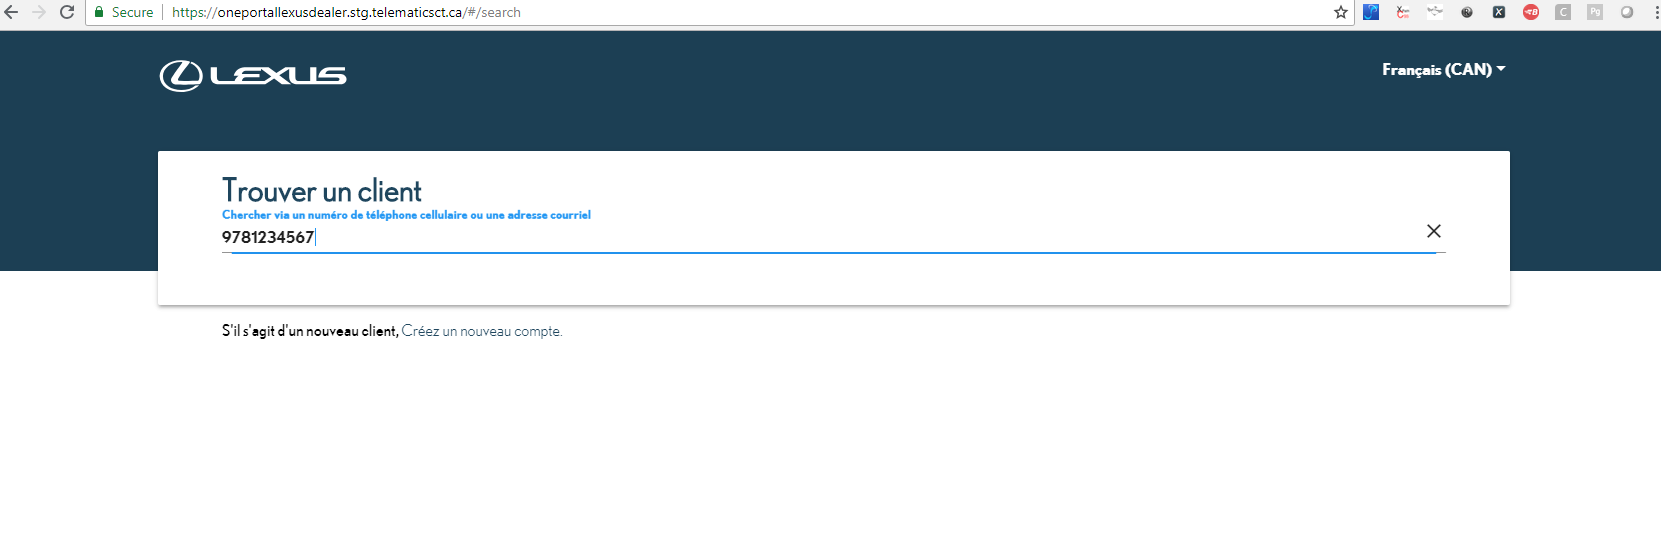 Secure https://oneportallexusdealer.stg.telematicsct.ca/#/search
LEXUS
Français (CAN)
Trouver un client
Chercher via un numéro de téléphone cellulaire ou une adresse courriel
9781234567
S'il s'agit d'un nouveau client, Créez un nouveau compte.